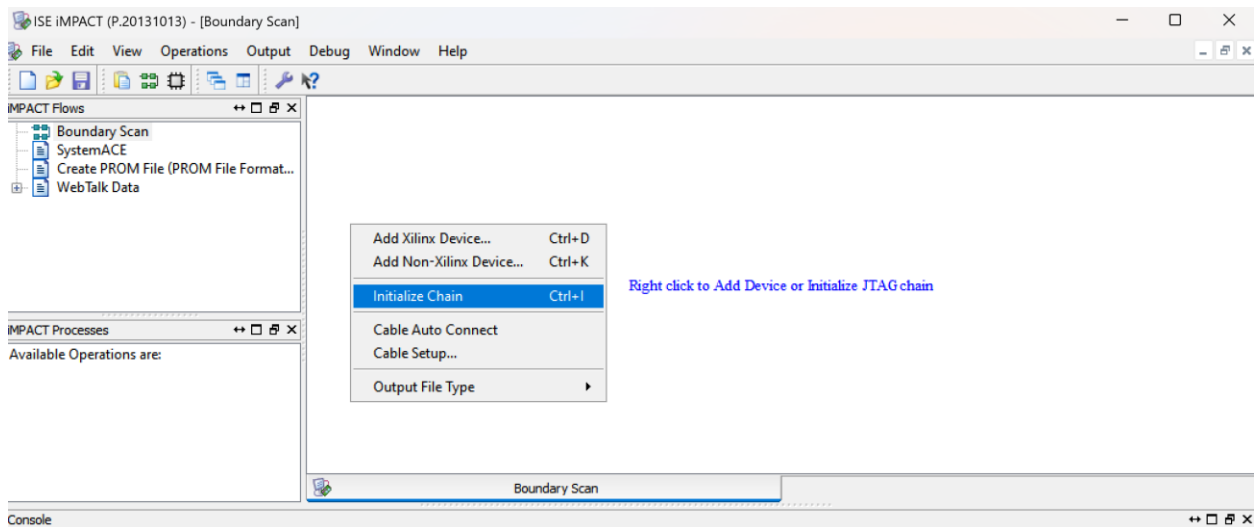 ISE iMPACT (P.20131013) - [Boundary Scan]
File Edit View Operations Output Debug Window Help
iMPACT Flows
Boundary Scan
SystemACE
Create PROM File (PROM File Format...
WebTalk Data
Add Xilinx Device... Ctrl+D
Add Non-Xilinx Device... Ctrl+K
Initialize Chain Ctrl+I
Cable Auto Connect
Cable Setup...
Output File Type
Right click to Add Device or Initialize JTAG chain
iMPACT Processes
Available Operations are:
Boundary Scan
Console